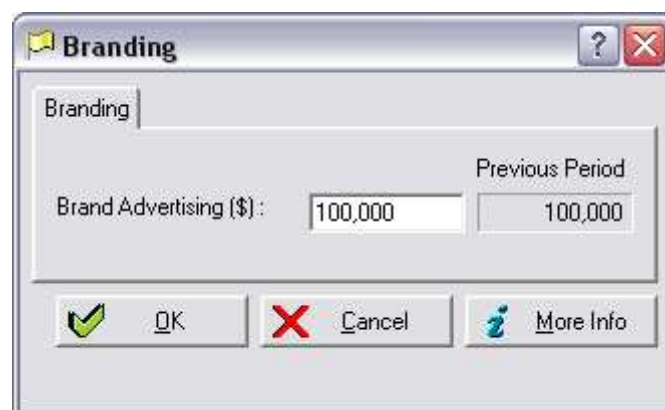 Branding
?
Branding
Previous Period
Brand Advertising ($) : 100,000 100,000
OK Cancel More Info